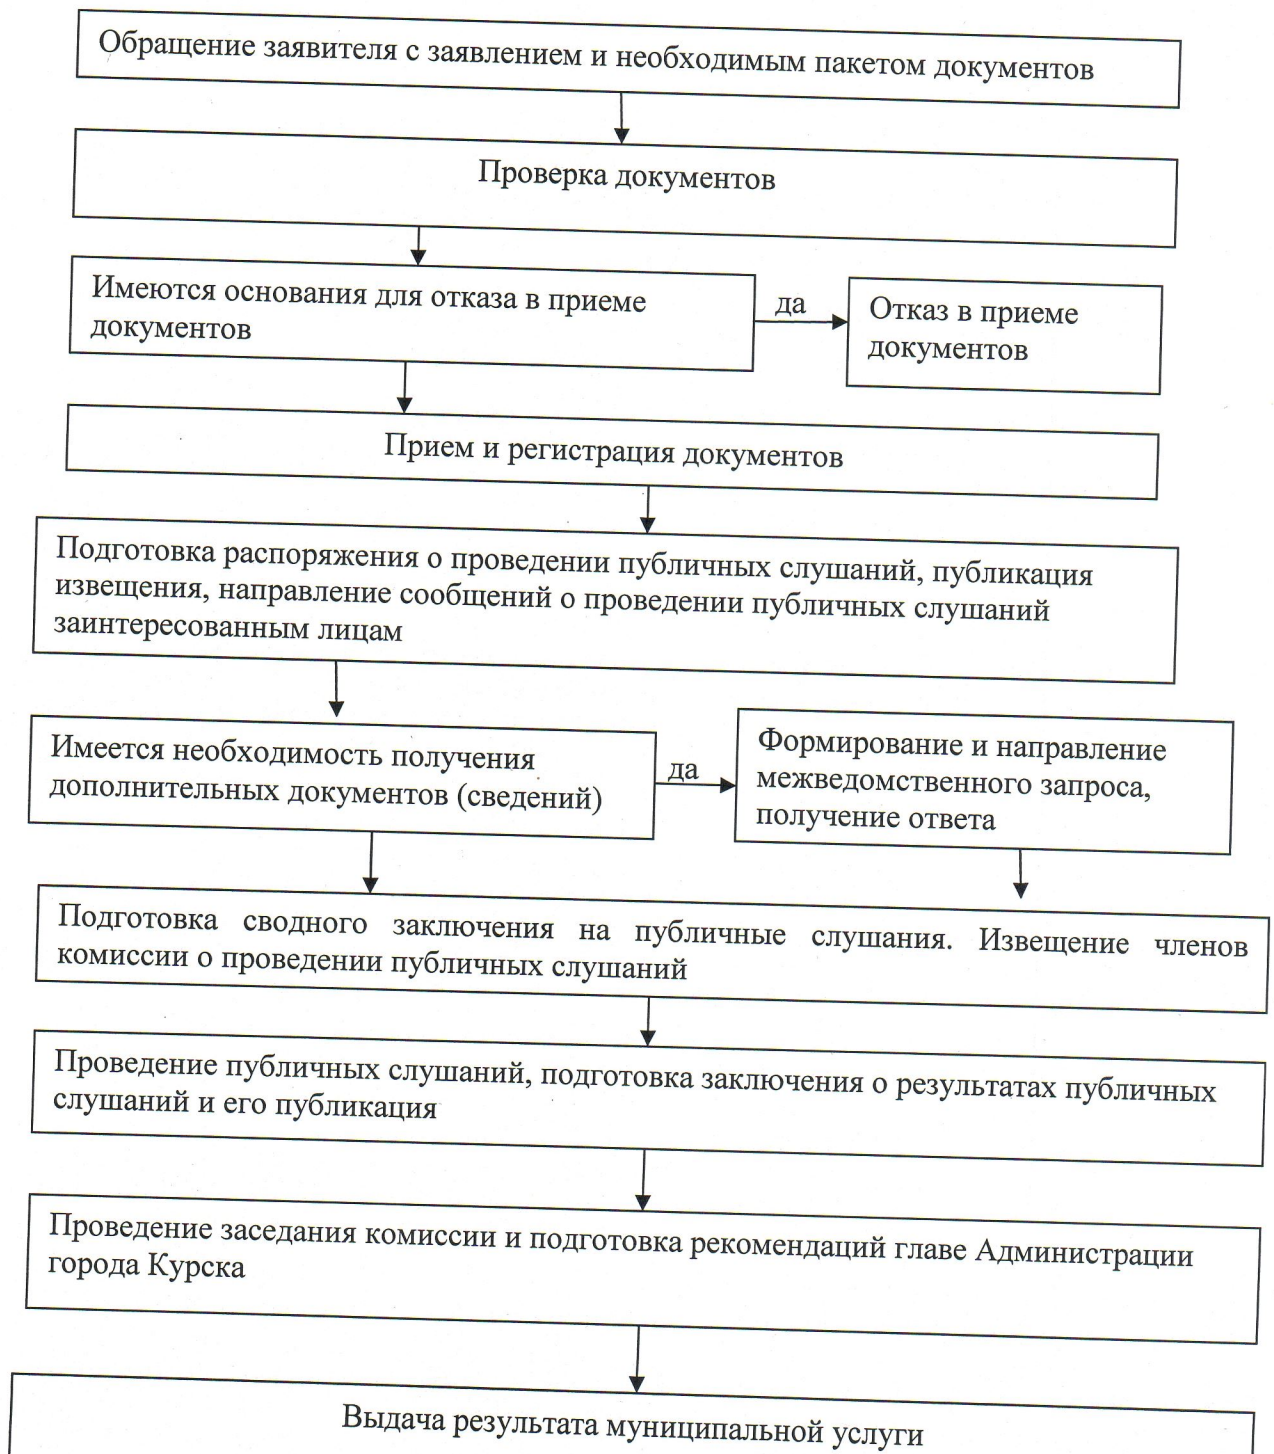 Обращение заявителя с заявлением и необходимым пакетом документов
Проверка документов
Имеются основания для отказа в приеме
документов
да
Отказ в приеме
документов
Прием и регистрация документов
Подготовка распоряжения о проведении публичных слушаний, публикация
извещения, направление сообщений о проведении публичных слушаний
заинтересованным лицам
Имеется необходимость получения
дополнительных документов (сведений)
да
Формирование и направление
межведомственного запроса,
получение ответа
Подготовка сводного заключения на публичные слушания. Извещение членов
комиссии о проведении публичных слушаний
Проведение публичных слушаний, подготовка заключения о результатах публичных
слушаний и его публикация
Проведение заседания комиссии и подготовка рекомендаций главе Администрации
города Курска
Выдача результата муниципальной услуги